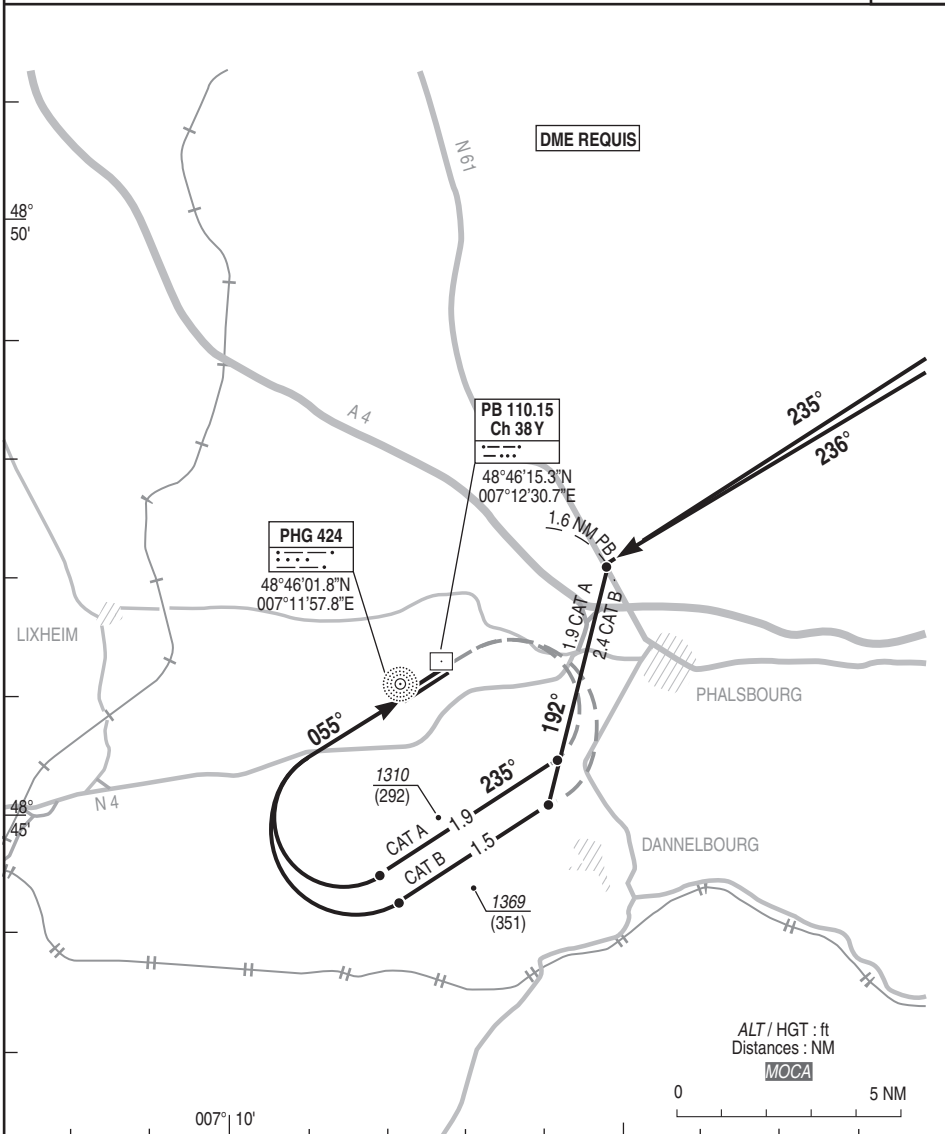 DME REQUIS
N 61
48°
50'
235°
236°
A 4
PB 110.15
Ch 38 Y
48°46'15.3"N
007°12'30.7"E
1.6 NM PB
PHG 424
48°46'01.8"N
007°11'57.8"E
1.9 CAT A
2.4 CAT B
LIXHEIM
PHALSBOURG
192°
055°
1310
(292)
235°
N 4
48°
45'
CAT A
1.9
CAT B
1.5
DANNELBOURG
1369
(351)
ALT / HGT : ft
Distances : NM
MOCA
0
5 NM
007° 10'